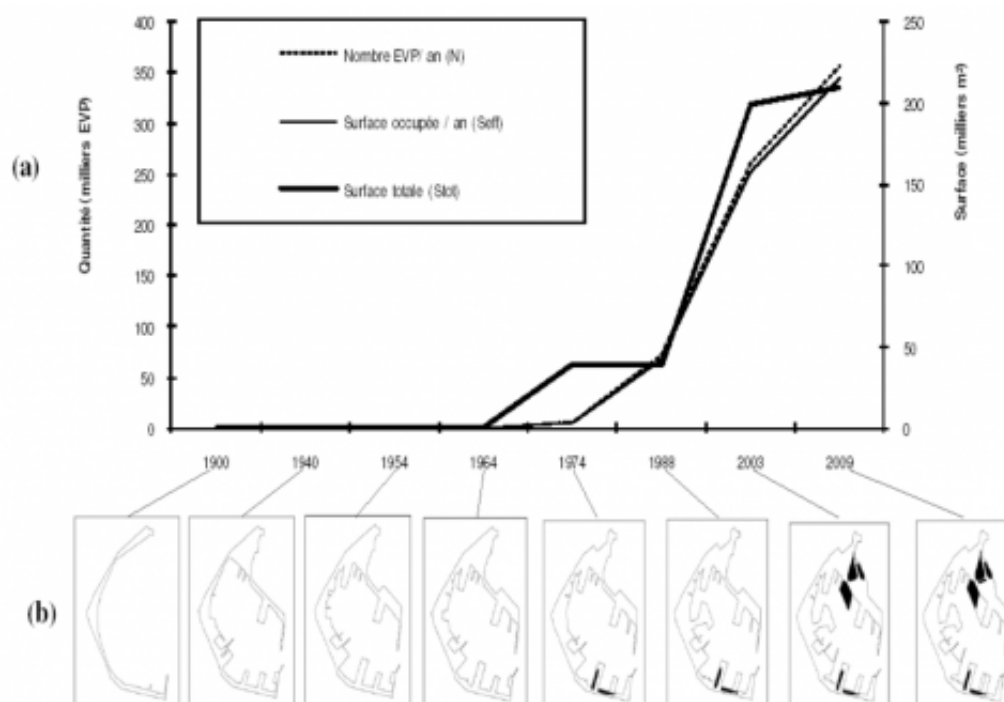 400
350
300
250
200
150
100
50
0
Quantité (milliers EVP)
(a)
Nombre EVP/ an (N)
Surface occupée / an (Seff)
Surface totale (Stot)
250
200
150
100
50
0
Surface (milliers m²)
1900 1940 1954 1964 1974 1988 2003 2009
(b)